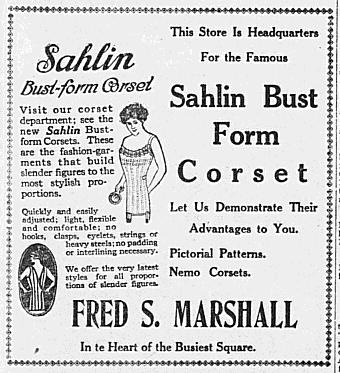 Sahlin
Bust-form Corset
Visit our corset
department; see the
new Sahlin Bust-
form Corsets. These
are the fashion-gar-
ments that build
slender figures to the
most stylish pro-
portions.
Quickly and easily
adjusted; light, flexible
and comfortable; no
hooks, clasps, eyelets, strings or
heavy steels; no padding
or interlining necessary.
We offer the very latest
styles for all propor-
tions of slender figures.
This Store Is Headquarters
For the Famous
Sahlin Bust
Form
Corset
Let Us Demonstrate Their
Advantages to You.
Pictorial Patterns.
Nemo Corsets.
FRED S. MARSHALL
In te Heart of the Busiest Square.